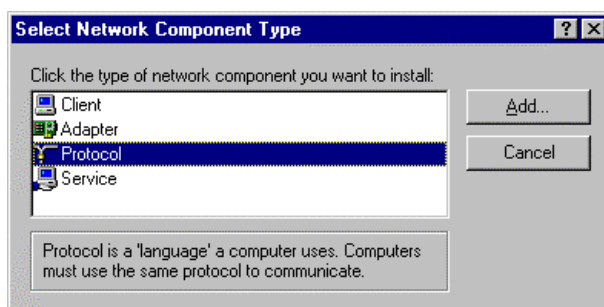 Select Network Component Type
Click the type of network component you want to install:
Client
Adapter
Protocol
Service
Add...
Cancel
Protocol is a 'language' a computer uses. Computers
must use the same protocol to communicate.